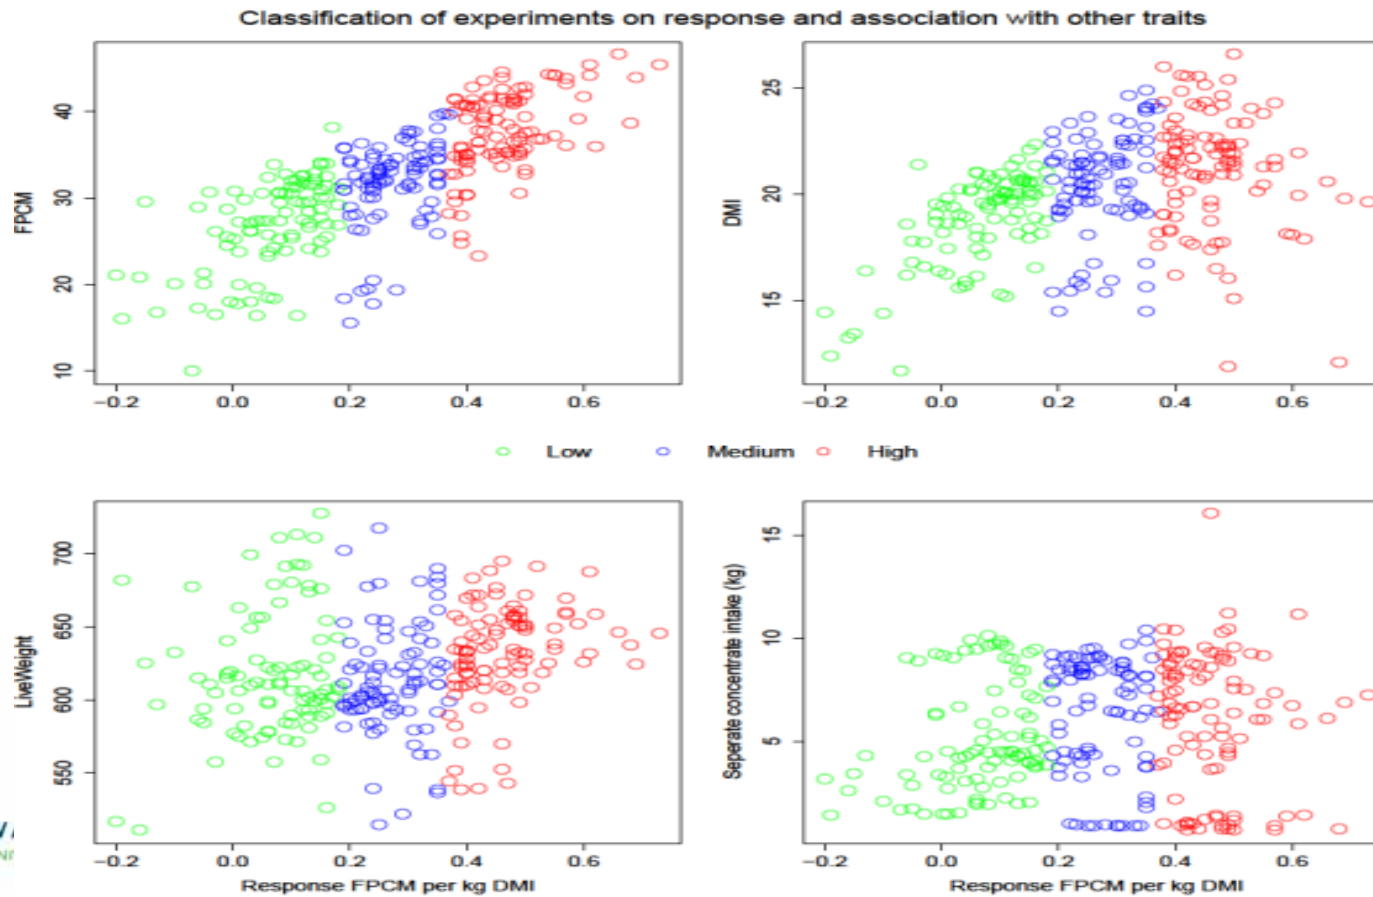 Classification of experiments on response and association with other traits
FPCM
40
30
20
10
−0.2 0.0 0.2 0.4 0.6
DMI
25
20
15
−0.2 0.0 0.2 0.4 0.6
Low Medium High
LiveWeight
700
650
600
550
−0.2 0.0 0.2 0.4 0.6
Response FPCM per kg DMI
Seperate concentrate intake (kg)
15
10
5
−0.2 0.0 0.2 0.4 0.6
Response FPCM per kg DMI